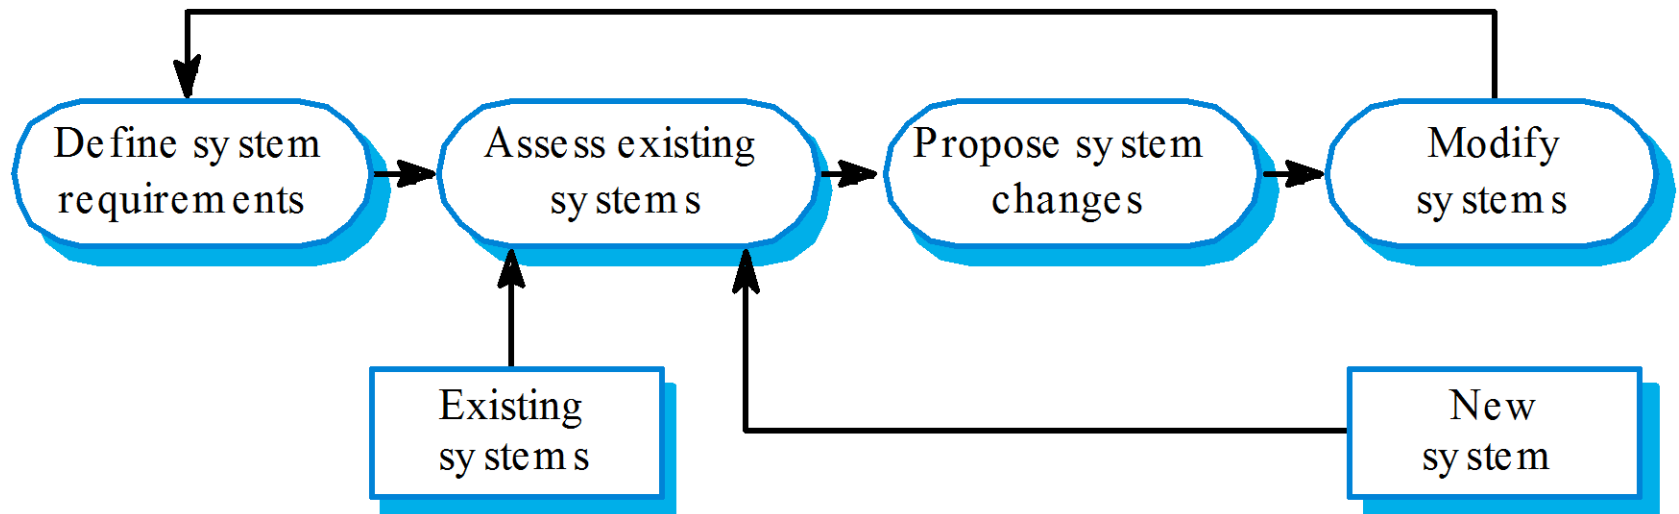 Define system
requirements
Assess existing
systems
Propose system
changes
Modify
systems
Existing
systems
New
system